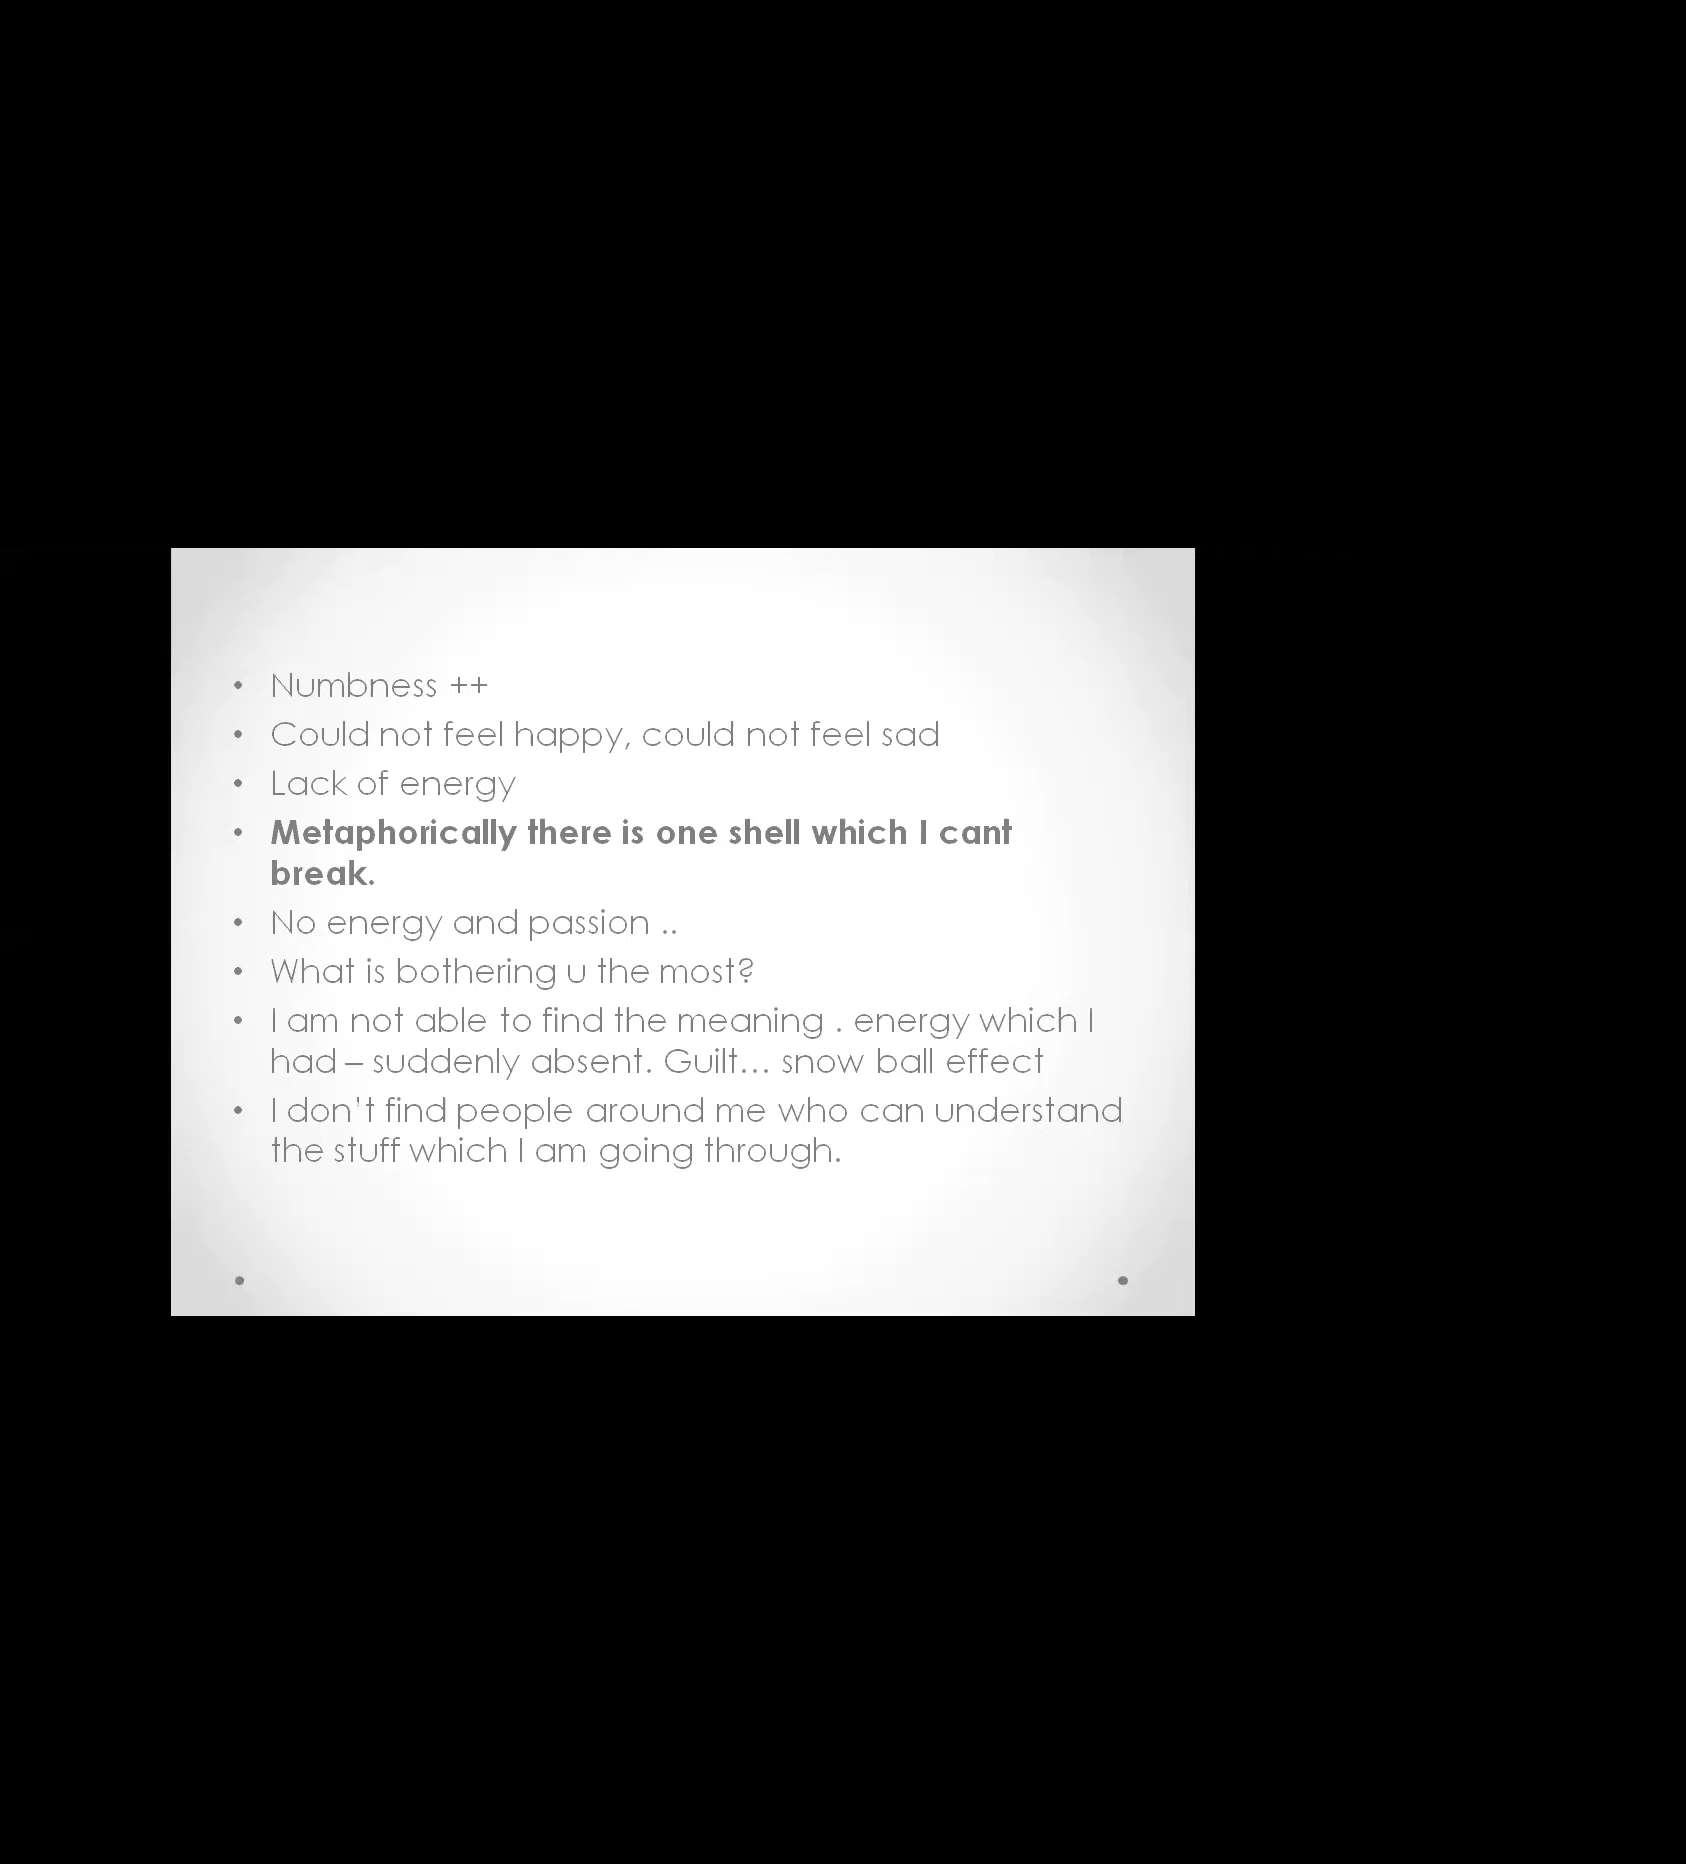 • Numbness ++
• Could not feel happy, could not feel sad
• Lack of energy
• Metaphorically there is one shell which I cant
break.
• No energy and passion ..
• What is bothering u the most?
• I am not able to find the meaning . energy which I
had – suddenly absent. Guilt... snow ball effect
• I don't find people around me who can understand
the stuff which I am going through.